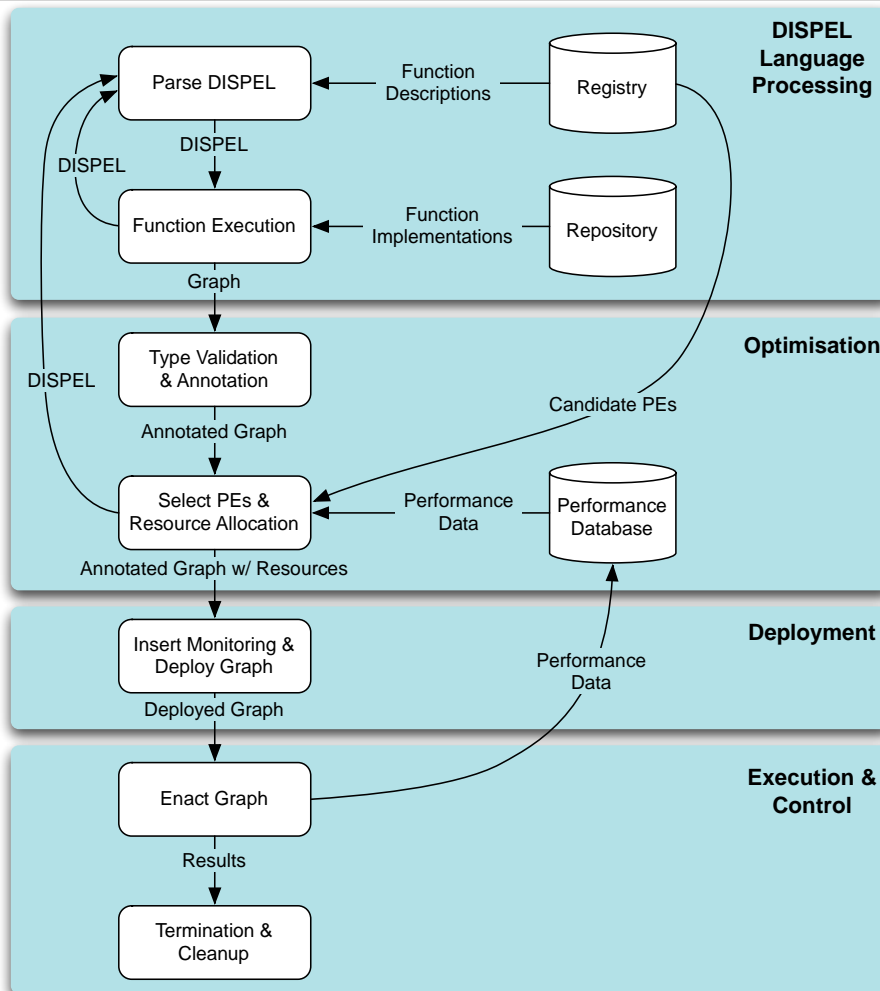 DISPEL
Language
Processing
Parse DISPEL
Function
Descriptions
Registry
DISPEL
DISPEL
Function Execution
Function
Implementations
Repository
Graph
Optimisation
Type Validation
& Annotation
DISPEL
Candidate PEs
Annotated Graph
Select PEs &
Resource Allocation
Performance
Data
Performance
Database
Annotated Graph w/ Resources
Deployment
Insert Monitoring &
Deploy Graph
Performance
Data
Deployed Graph
Execution &
Control
Enact Graph
Results
Termination &
Cleanup